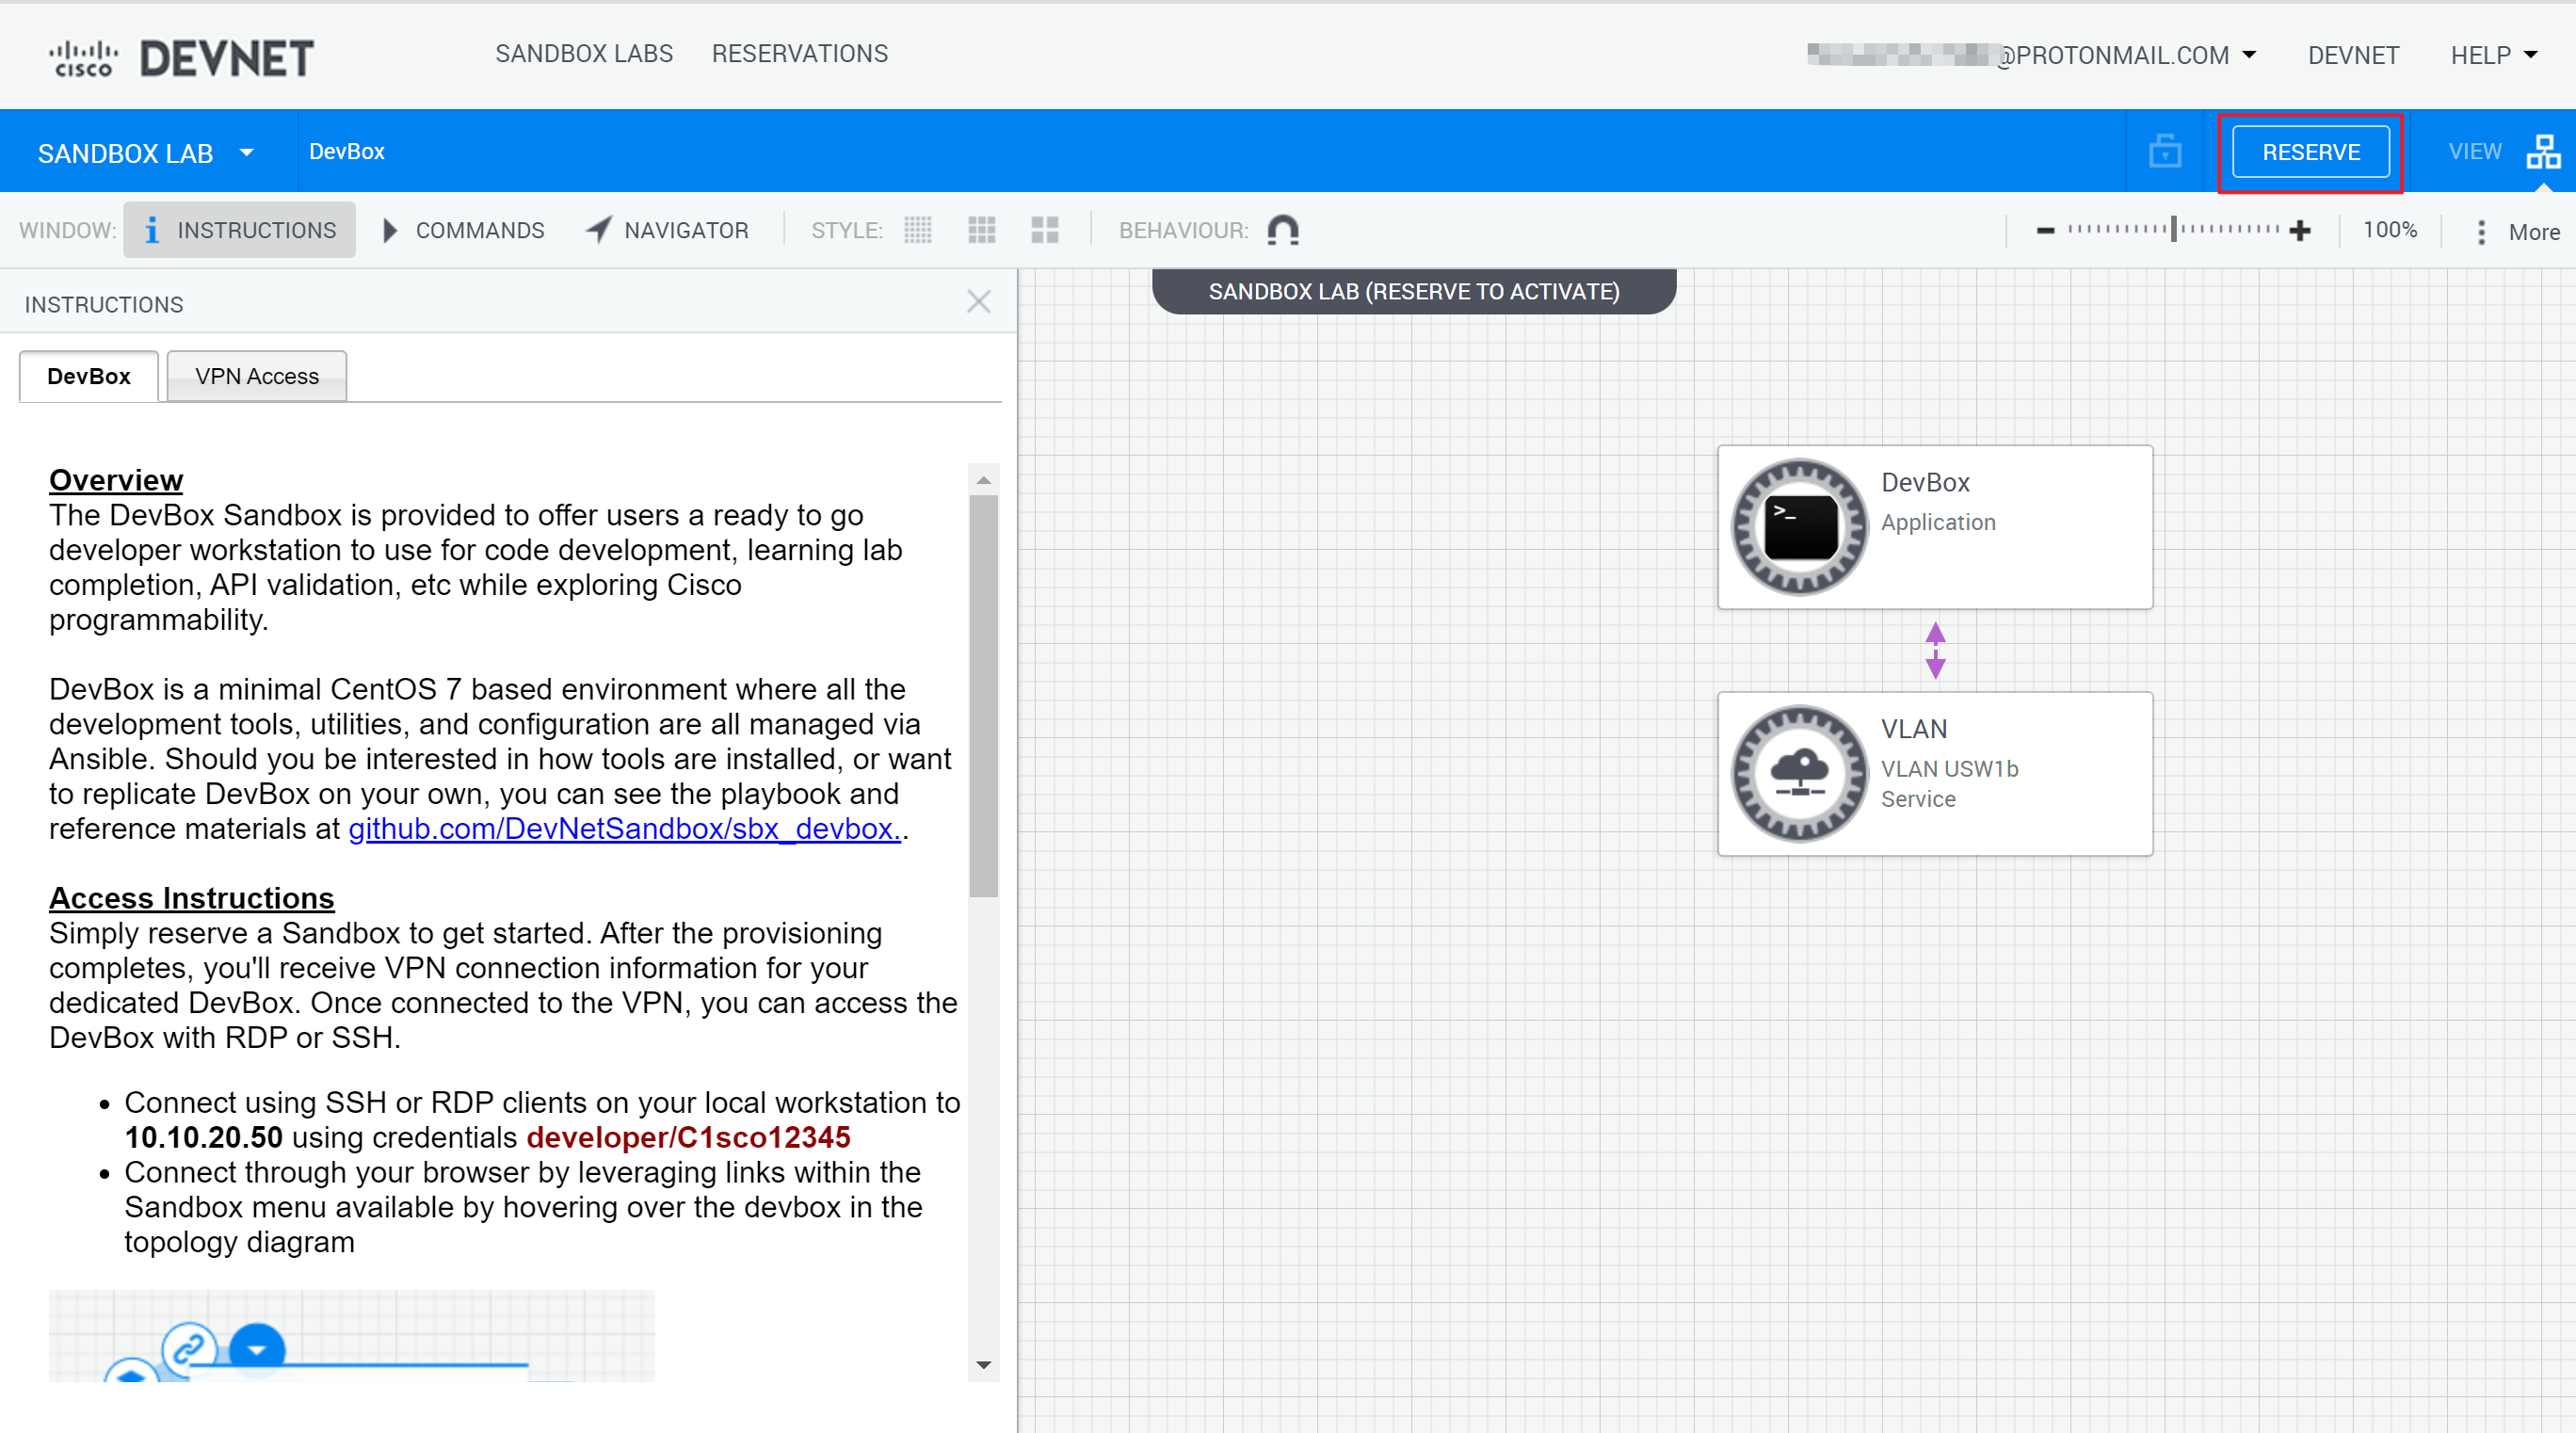 CISCO DEVNET SANDBOX LABS RESERVATIONS @PROTONMAIL.COM DEVNET HELP
SANDBOX LAB DevBox RESERVE VIEW
WINDOW: INSTRUCTIONS COMMANDS NAVIGATOR STYLE: BEHAVIOUR: 100% More
SANDBOX LAB (RESERVE TO ACTIVATE)
INSTRUCTIONS
DevBox VPN Access
Overview
The DevBox Sandbox is provided to offer users a ready to go
developer workstation to use for code development, learning lab
completion, API validation, etc while exploring Cisco
programmability.
DevBox is a minimal CentOS 7 based environment where all the
development tools, utilities, and configuration are all managed via
Ansible. Should you be interested in how tools are installed, or want
to replicate DevBox on your own, you can see the playbook and
reference materials at github.com/DevNetSandbox/sbx_devbox..
Access Instructions
Simply reserve a Sandbox to get started. After the provisioning
completes, you'll receive VPN connection information for your
dedicated DevBox. Once connected to the VPN, you can access the
DevBox with RDP or SSH.
• Connect using SSH or RDP clients on your local workstation to
10.10.20.50 using credentials developer/C1sco12345
• Connect through your browser by leveraging links within the
Sandbox menu available by hovering over the devbox in the
topology diagram
>_
DevBox
Application
VLAN
VLAN USW1b
Service